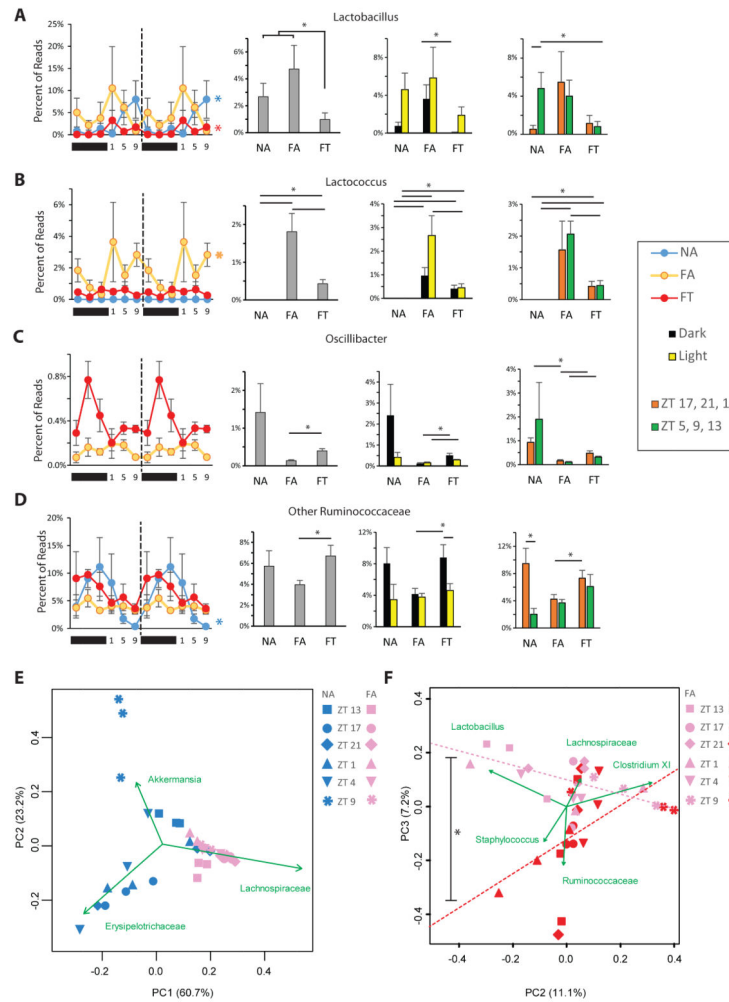 A
Lactobacillus
Percent of Reads
25%
20%
15%
10%
5%
0%
1 5 9 1 5 9
*
*
6%
4%
2%
0%
*
NA FA FT
10%
8%
6%
4%
2%
0%
*
NA FA FT
8%
6%
4%
2%
0%
*
NA FA FT
B
Lactococcus
Percent of Reads
6%
4%
2%
0%
1 5 9 1 5 9
*
3%
2%
1%
0%
*
NA FA FT
4%
3%
2%
1%
0%
*
NA FA FT
3%
2%
1%
0%
*
NA FA FT
NA
FA
FT
Dark
Light
ZT 17, 21, 1
ZT 5, 9, 13
C
Oscillibacter
Percent of Reads
0.8%
0.4%
0.0%
1 5 9 1 5 9
3%
2%
1%
0%
*
NA FA FT
4%
3%
2%
1%
0%
*
NA FA FT
4%
3%
2%
1%
0%
*
NA FA FT
D
Other Ruminococcaceae
Percent of Reads
20%
15%
10%
5%
0%
1 5 9 1 5 9
*
10%
8%
6%
4%
2%
0%
*
NA FA FT
12%
8%
4%
0%
*
*
NA FA FT
12%
8%
4%
0%
*
*
NA FA FT
E
NA FA
ZT 13
ZT 17
ZT 21
ZT 1
ZT 4
ZT 9
Akkermansia
Lachnospiraceae
Erysipelotrichaceae
PC2 (23.2%)
0.4
0.2
0.0
-0.2
-0.2 0.0 0.2 0.4
PC1 (60.7%)
F
FA
ZT 13
ZT 17
ZT 21
ZT 1
ZT 4
ZT 9
Lactobacillus
Lachnospiraceae
Clostridium XI
Staphylococcus
Ruminococcaceae
*
PC3 (7.2%)
0.4
0.2
0.0
-0.2
-0.4
-0.4 -0.2 0.0 0.2 0.4
PC2 (11.1%)